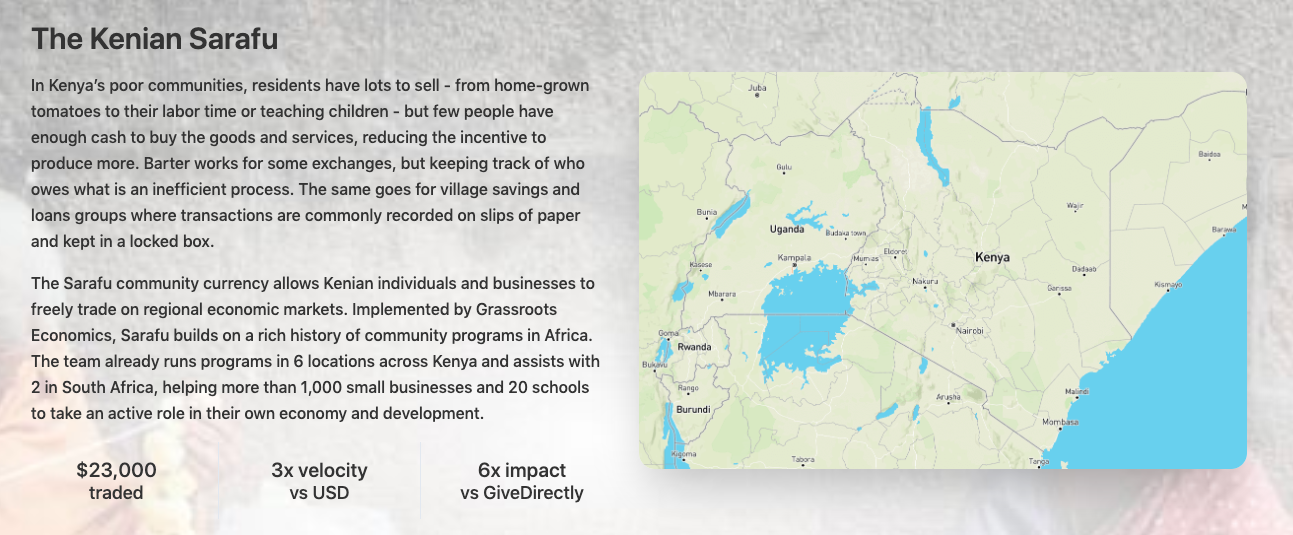 The Kenian Sarafu
In Kenya's poor communities, residents have lots to sell - from home-grown
tomatoes to their labor time or teaching children - but few people have
enough cash to buy the goods and services, reducing the incentive to
produce more. Barter works for some exchanges, but keeping track of who
owes what is an inefficient process. The same goes for village savings and
loans groups where transactions are commonly recorded on slips of paper
and kept in a locked box.
The Sarafu community currency allows Kenian individuals and businesses to
freely trade on regional economic markets. Implemented by Grassroots
Economics, Sarafu builds on a rich history of community programs in Africa.
The team already runs programs in 6 locations across Kenya and assists with
2 in South Africa, helping more than 1,000 small businesses and 20 schools
to take an active role in their own economy and development.
$23,000
traded
3x velocity
vs USD
6x impact
vs GiveDirectly
Juba
Baidoa
Gulu
Wajir
Bunia
M
Uganda
Budaka town
Barawa
Eldoret
Kampala
Mumias
Kenya
Kasese
Dadaab
Nakuru
Kismayo
Mbarara
Garissa
Nairobi
Goma
Rwanda
Bukavu
Rango
Arusha
Malindi
Burundi
Mombasa
Kigoma
Tabora
Tanga